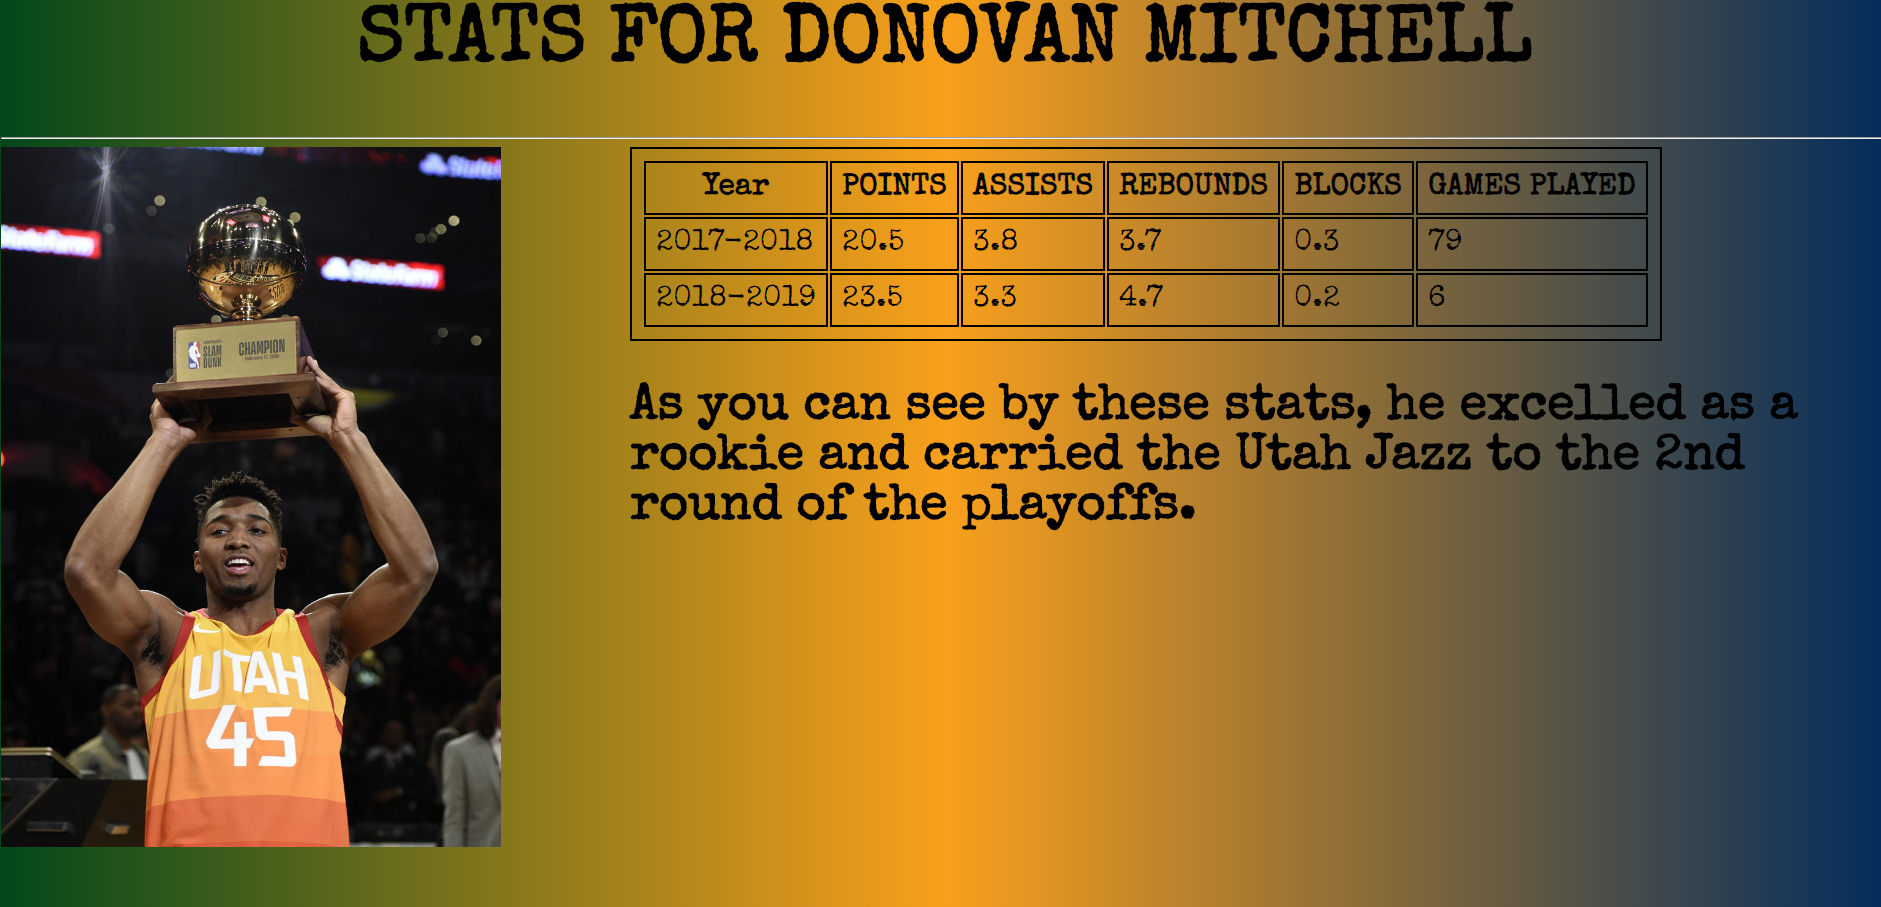 STATS FOR DONOVAN MITCHELL
Year POINTS ASSISTS REBOUNDS BLOCKS GAMES PLAYED
2017-2018 20.5 3.8 3.7 0.3 79
2018-2019 23.5 3.3 4.7 0.2 6
As you can see by these stats, he excelled as a
rookie and carried the Utah Jazz to the 2nd
round of the playoffs.
StateFarm
SLAM
DUNK
CHAMPION
UTAH
45